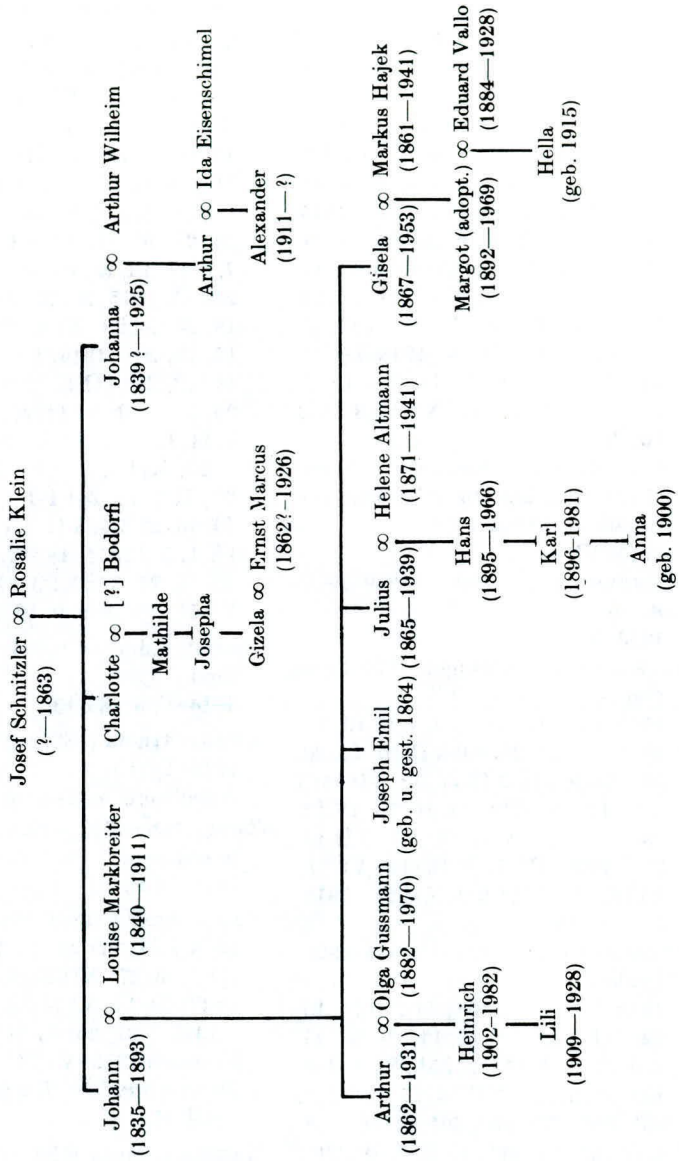 Josef Schnitzler ∞ Rosalie Klein
(?—1863)
Johann ∞ Louise Markbreiter
(1835—1893) (1840—1911)
Charlotte ∞ [?] Bodorfi
Mathilde
Josepha
Gizela ∞ Ernst Marcus
(1862?–1926)
Johanna ∞ Arthur Wilheim
(1839?—1925)
Arthur ∞ Ida Eisenschimel
Alexander
(1911—?)
Arthur ∞ Olga Gussmann
(1862—1931) (1882—1970)
Heinrich
(1902–1982)
Lili
(1909—1928)
Joseph Emil
(geb. u. gest. 1864)
Julius ∞ Helene Altmann
(1865—1939) (1871—1941)
Hans
(1895—1966)
Karl
(1896–1981)
Anna
(geb. 1900)
Gisela ∞ Markus Hajek
(1867—1953) (1861—1941)
Margot (adopt.) ∞ Eduard Vallo
(1892—1969) (1884—1928)
Hella
(geb. 1915)